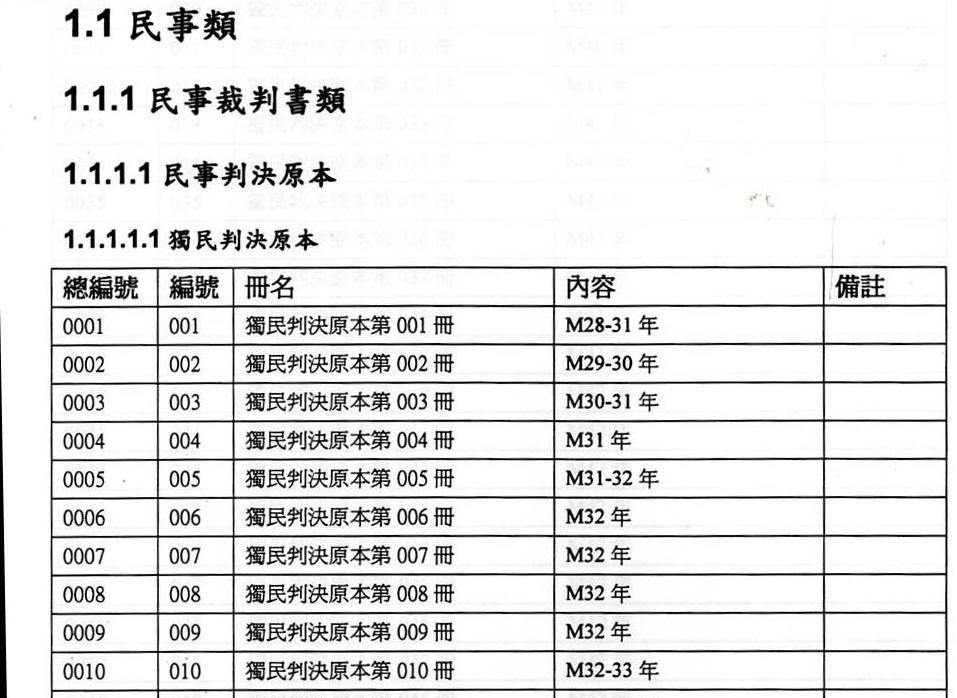 1.1 民事類
1.1.1 民事裁判書類
1.1.1.1 民事判決原本
1.1.1.1.1 獨民判決原本
總編號 編號 冊名 內容 備註
0001 001 獨民判決原本第 001 冊 M28-31 年
0002 002 獨民判決原本第 002 冊 M29-30 年
0003 003 獨民判決原本第 003 冊 M30-31 年
0004 004 獨民判決原本第 004 冊 M31 年
0005 005 獨民判決原本第 005 冊 M31-32 年
0006 006 獨民判決原本第 006 冊 M32 年
0007 007 獨民判決原本第 007 冊 M32 年
0008 008 獨民判決原本第 008 冊 M32 年
0009 009 獨民判決原本第 009 冊 M32 年
0010 010 獨民判決原本第 010 冊 M32-33 年